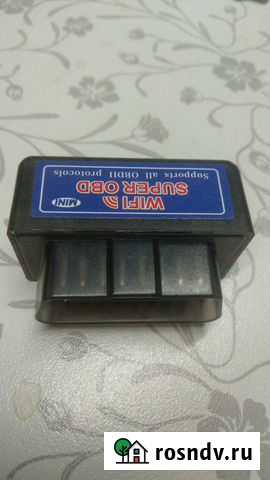 MINI
WIFI
SUPER OBD
Supports all OBDII protocols
rosndv.ru